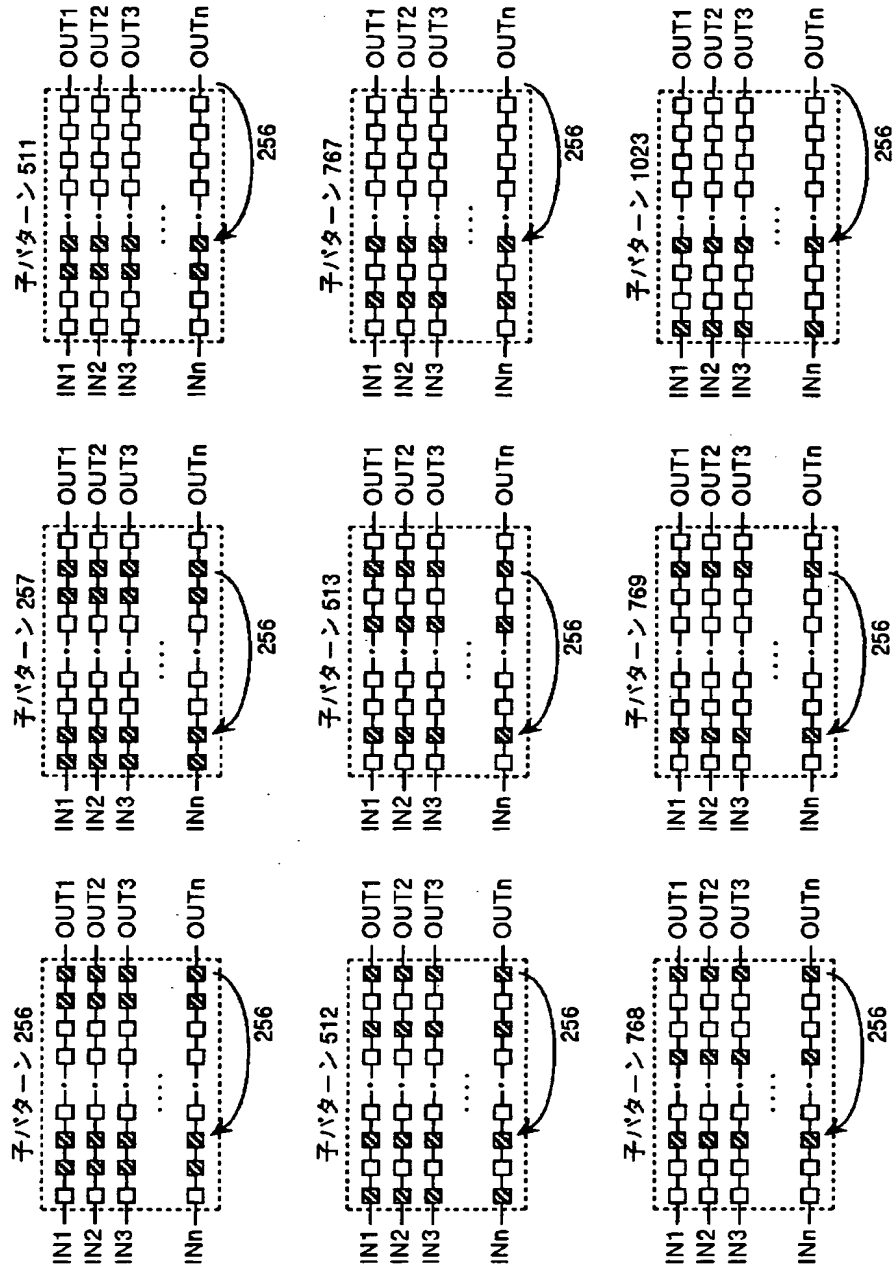 子パターン 256
IN1
OUT1
IN2
OUT2
IN3
OUT3
INn
OUTn
256
子パターン 257
IN1
OUT1
IN2
OUT2
IN3
OUT3
INn
OUTn
256
子パターン 511
IN1
OUT1
IN2
OUT2
IN3
OUT3
INn
OUTn
256
子パターン 512
IN1
OUT1
IN2
OUT2
IN3
OUT3
INn
OUTn
256
子パターン 513
IN1
OUT1
IN2
OUT2
IN3
OUT3
INn
OUTn
256
子パターン 767
IN1
OUT1
IN2
OUT2
IN3
OUT3
INn
OUTn
256
子パターン 768
IN1
OUT1
IN2
OUT2
IN3
OUT3
INn
OUTn
256
子パターン 769
IN1
OUT1
IN2
OUT2
IN3
OUT3
INn
OUTn
256
子パターン 1023
IN1
OUT1
IN2
OUT2
IN3
OUT3
INn
OUTn
256